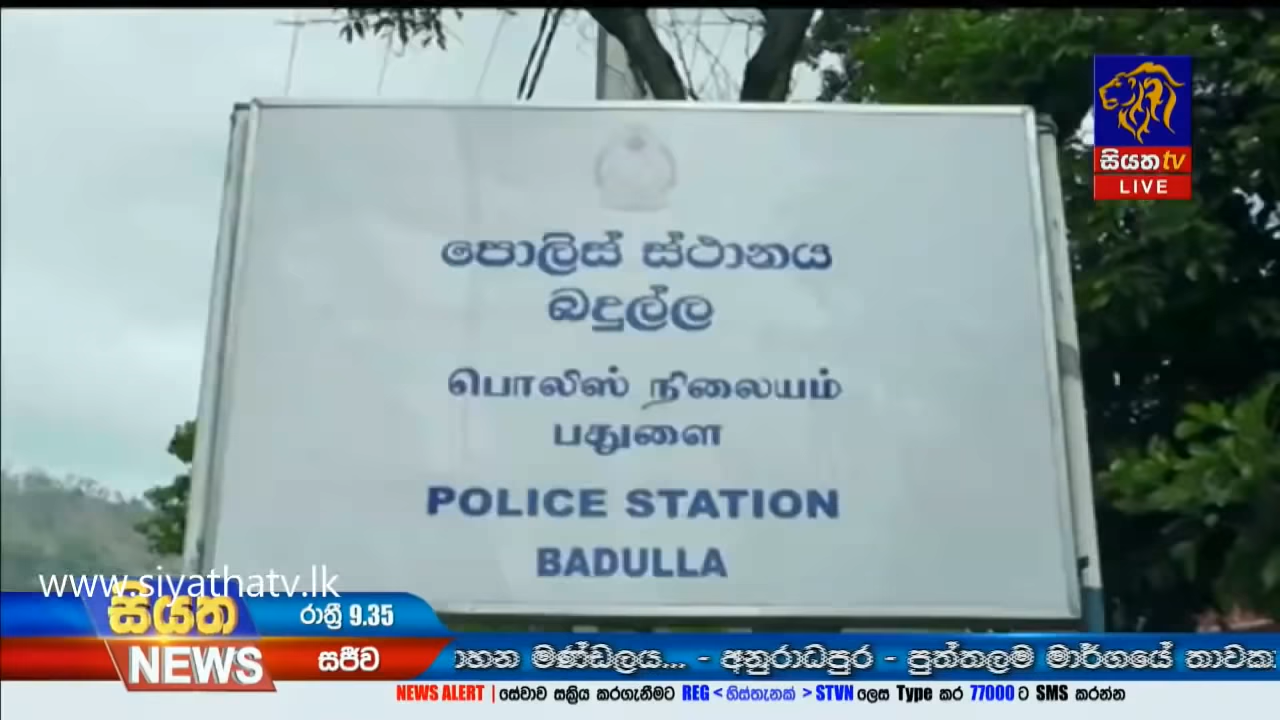 සියත tv
LIVE
පොලිස් ස්ථානය
බදුල්ල
பொலிஸ் நிலையம்
பதுளை
POLICE STATION
BADULLA
www.siyathatv.lk
සියත
NEWS
රාත්‍රී 9.35
සජීව
මණ්ඩලය... - අනුරාධපුර - පුත්තලම මාර්ගයේ
NEWS ALERT | සේවාව සක්‍රිය කරගැනීමට REG < හිස්තැනක් > STVN ලෙස Type කර 77000 ට SMS කරන්න